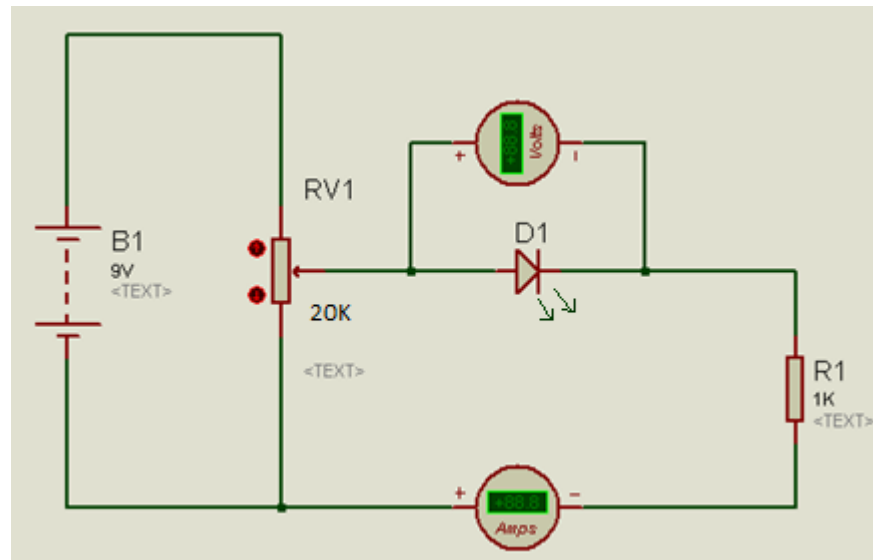 RV1
+88.8
Volts
+
-
B1
9V
<TEXT>
D1
20K
<TEXT>
R1
1K
<TEXT>
+
-
+88.8
Amps